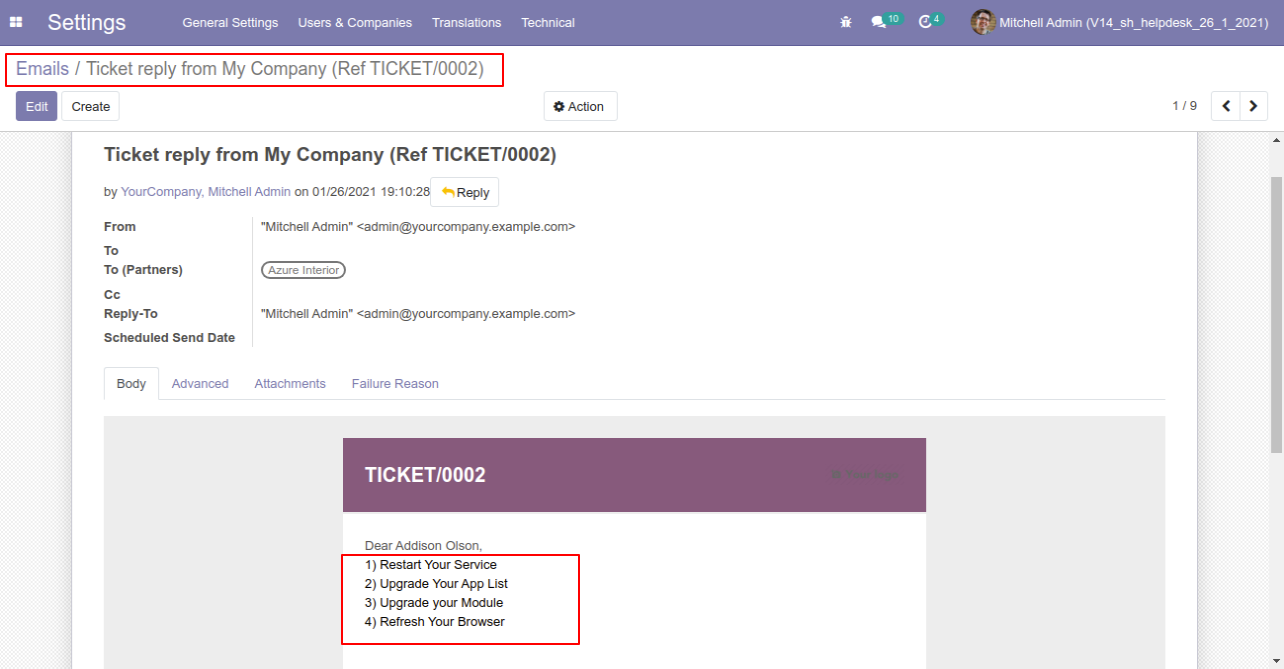 Settings General Settings Users & Companies Translations Technical 10 4 Mitchell Admin (V14_sh_helpdesk_26_1_2021)
Emails / Ticket reply from My Company (Ref TICKET/0002)
Edit Create Action 1 / 9
Ticket reply from My Company (Ref TICKET/0002)
by YourCompany, Mitchell Admin on 01/26/2021 19:10:28 Reply
From "Mitchell Admin" <admin@yourcompany.example.com>
To
To (Partners) Azure Interior
Cc
Reply-To "Mitchell Admin" <admin@yourcompany.example.com>
Scheduled Send Date
Body Advanced Attachments Failure Reason
TICKET/0002
Dear Addison Olson,
1) Restart Your Service
2) Upgrade Your App List
3) Upgrade your Module
4) Refresh Your Browser